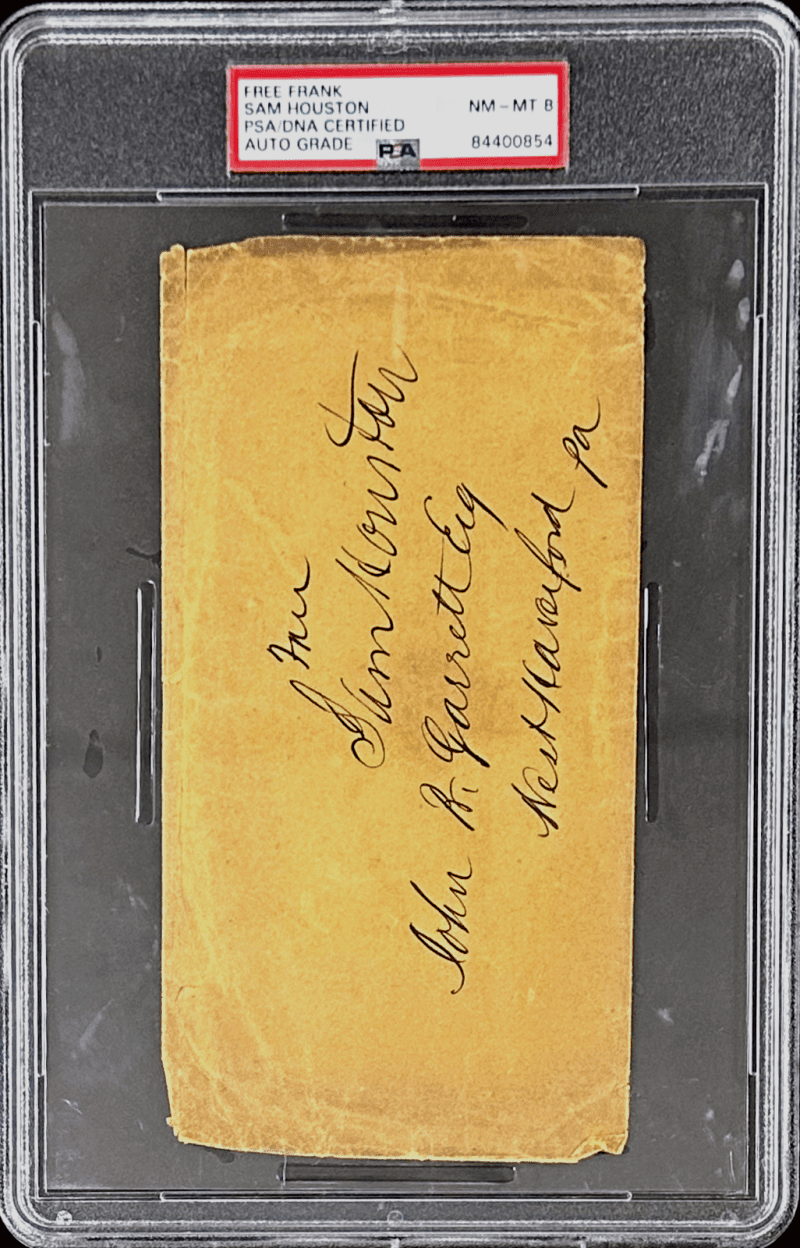 FREE FRANK
SAM HOUSTON NM-MT 8
PSA/DNA CERTIFIED
AUTO GRADE PSA 84400854
Free
Sam Houston
John R. Garrett Esq
West Haverford Pa